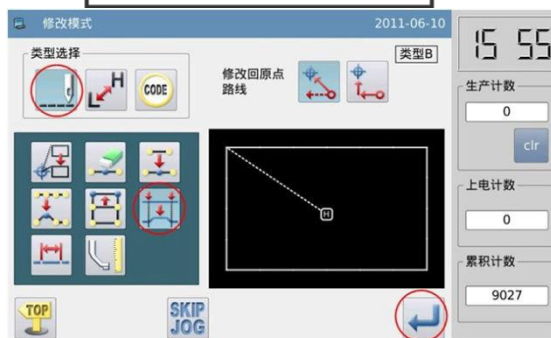 修改模式
2011-06-10
类型选择
H
CODE
修改回原点
路线
类型B
15 55
生产计数
0
clr
上电计数
0
累积计数
9027
H
TOP
SKIP
JOG